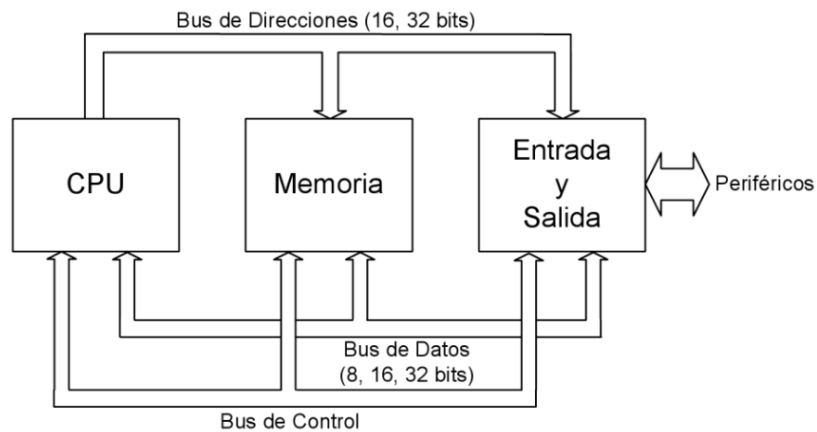 Bus de Direcciones (16, 32 bits)
CPU
Memoria
Entrada
y
Salida
Periféricos
Bus de Datos
(8, 16, 32 bits)
Bus de Control